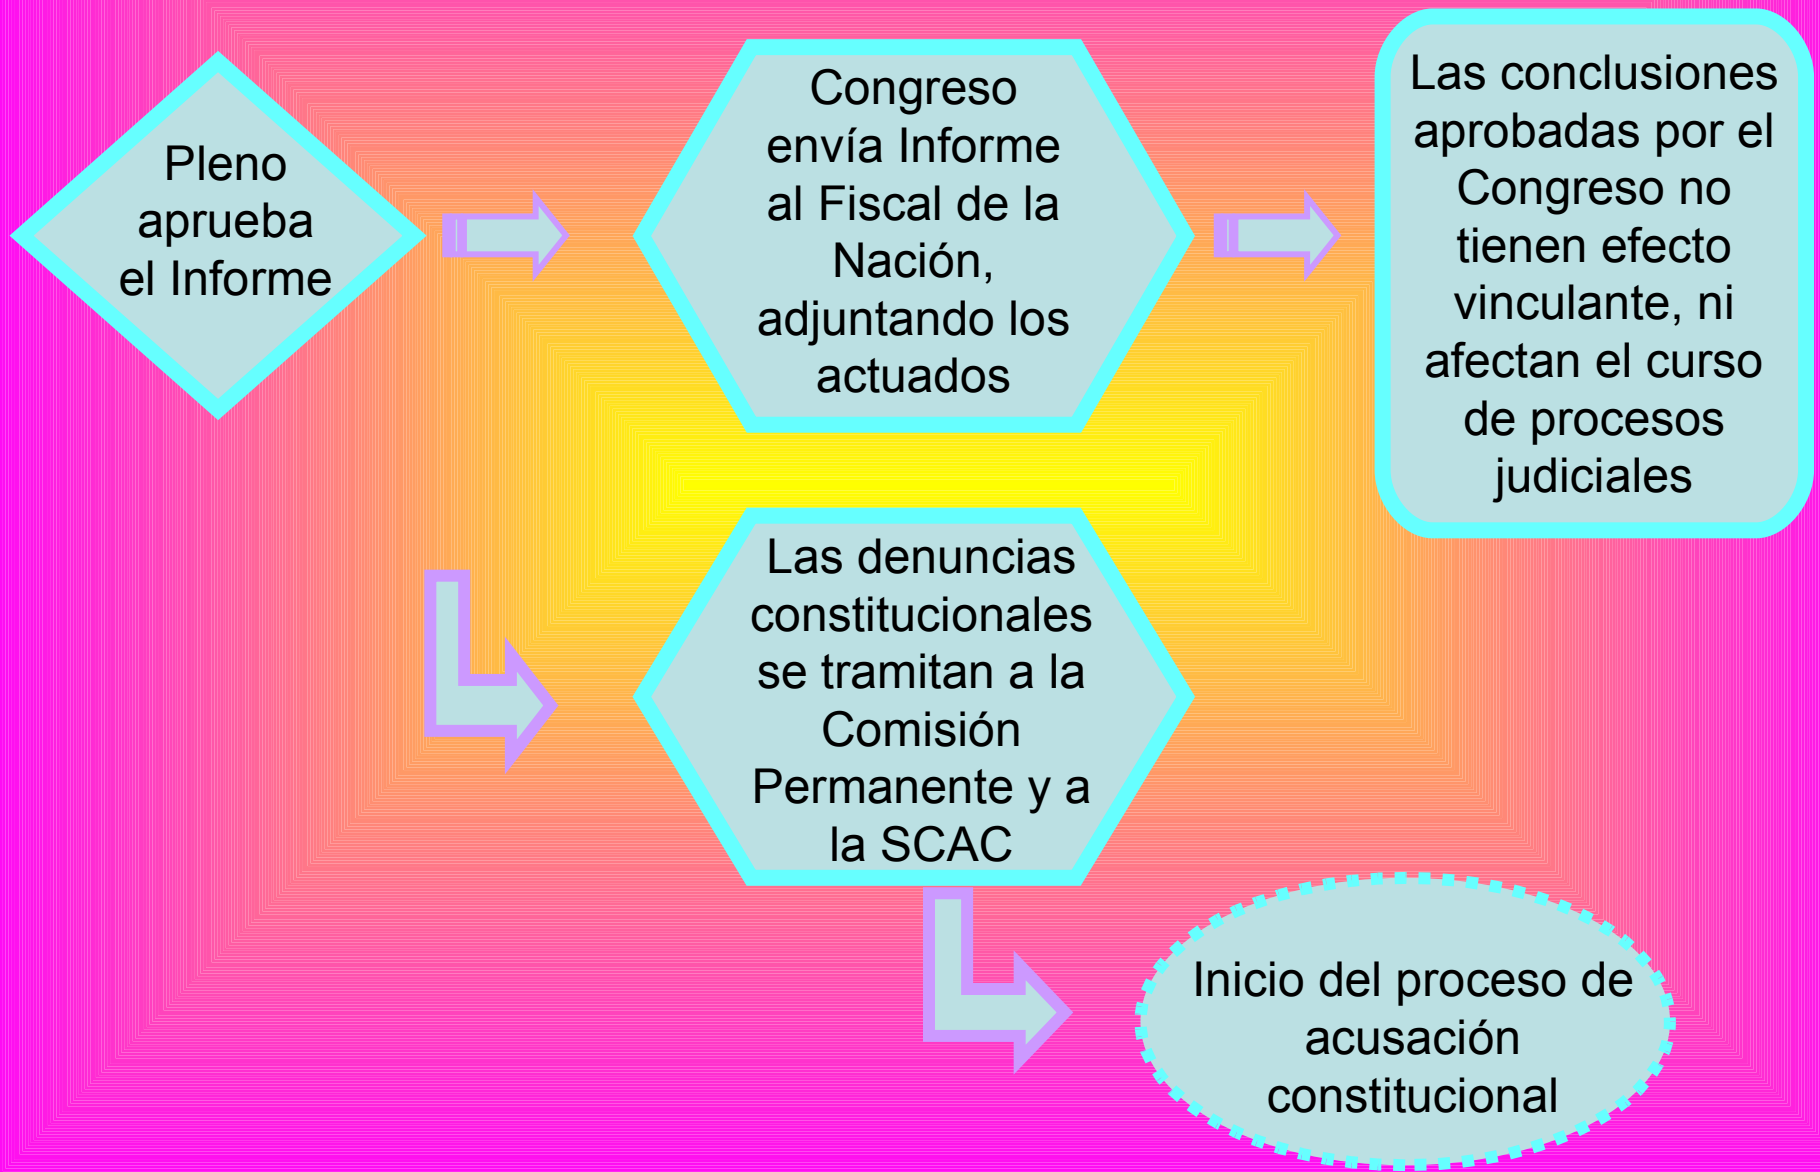 Pleno
aprueba
el Informe
Congreso
envía Informe
al Fiscal de la
Nación,
adjuntando los
actuados
Las conclusiones
aprobadas por el
Congreso no
tienen efecto
vinculante, ni
afectan el curso
de procesos
judiciales
Las denuncias
constitucionales
se tramitan a la
Comisión
Permanente y a
la SCAC
Inicio del proceso de
acusación
constitucional